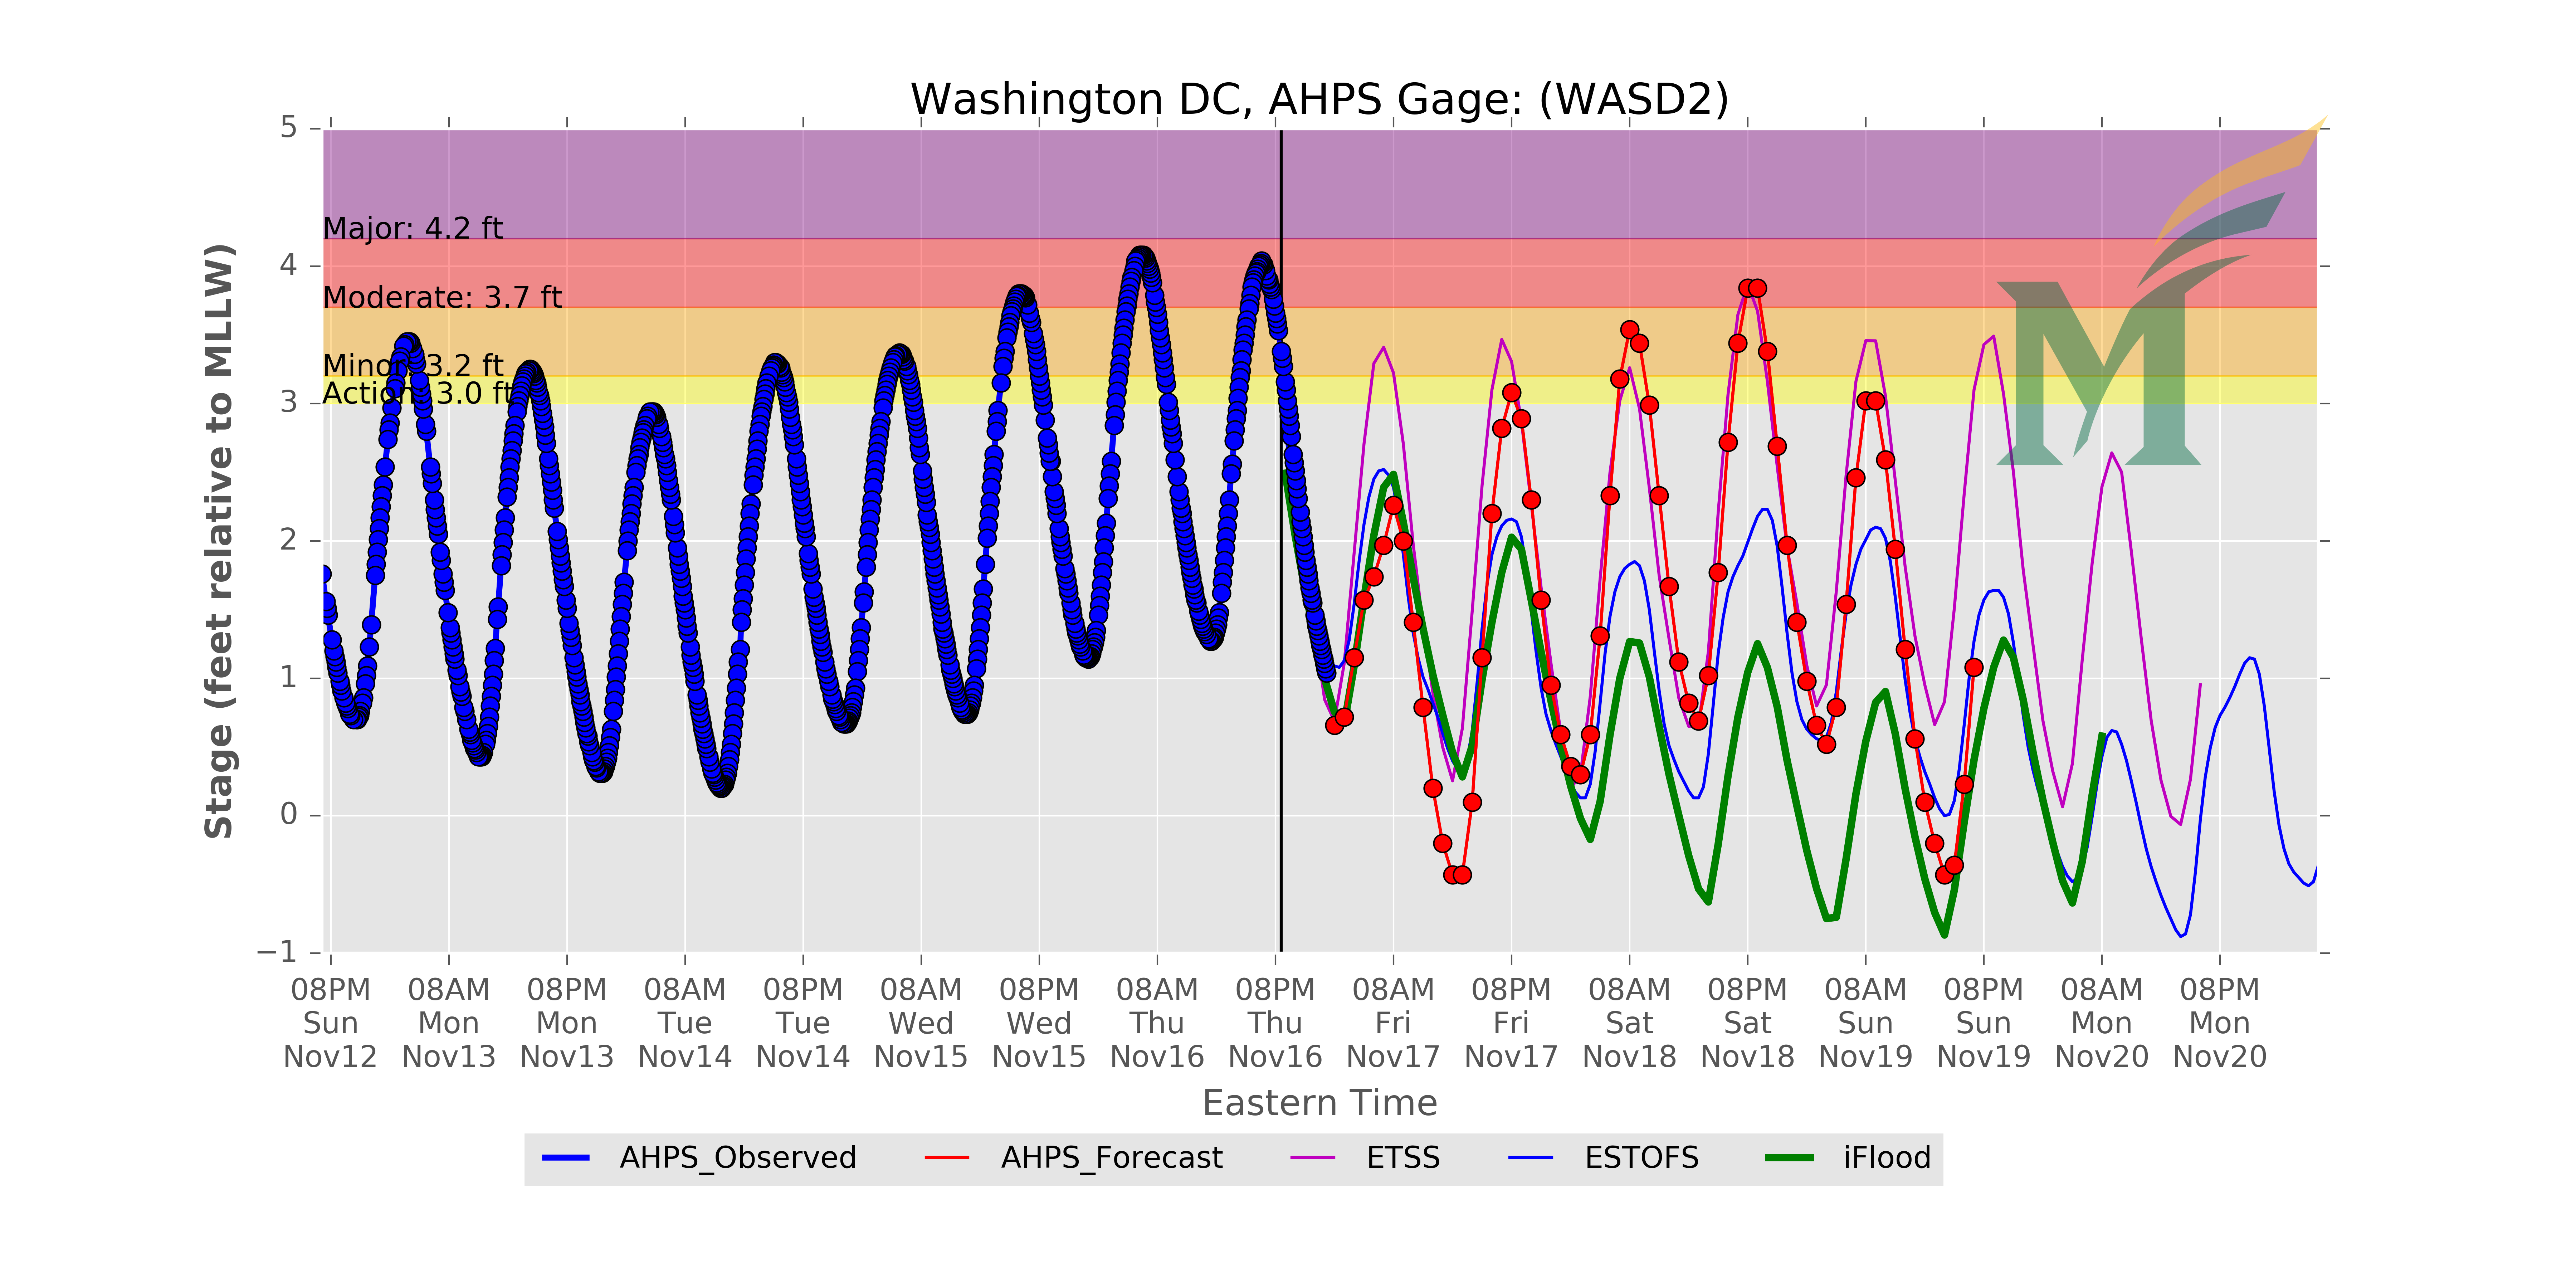 Washington DC, AHPS Gage: (WASD2)
Stage (feet relative to MLLW)
5
4
3
2
1
0
−1
Major: 4.2 ft
Moderate: 3.7 ft
Minor: 3.2 ft
Action: 3.0 ft
M
08PM 08AM 08PM 08AM 08PM 08AM 08PM 08AM 08PM 08AM 08PM 08AM 08PM 08AM 08PM 08AM 08PM
Sun Mon Mon Tue Tue Wed Wed Thu Thu Fri Fri Sat Sat Sun Sun Mon Mon
Nov12 Nov13 Nov13 Nov14 Nov14 Nov15 Nov15 Nov16 Nov16 Nov17 Nov17 Nov18 Nov18 Nov19 Nov19 Nov20 Nov20
Eastern Time
AHPS_Observed AHPS_Forecast ETSS ESTOFS iFlood